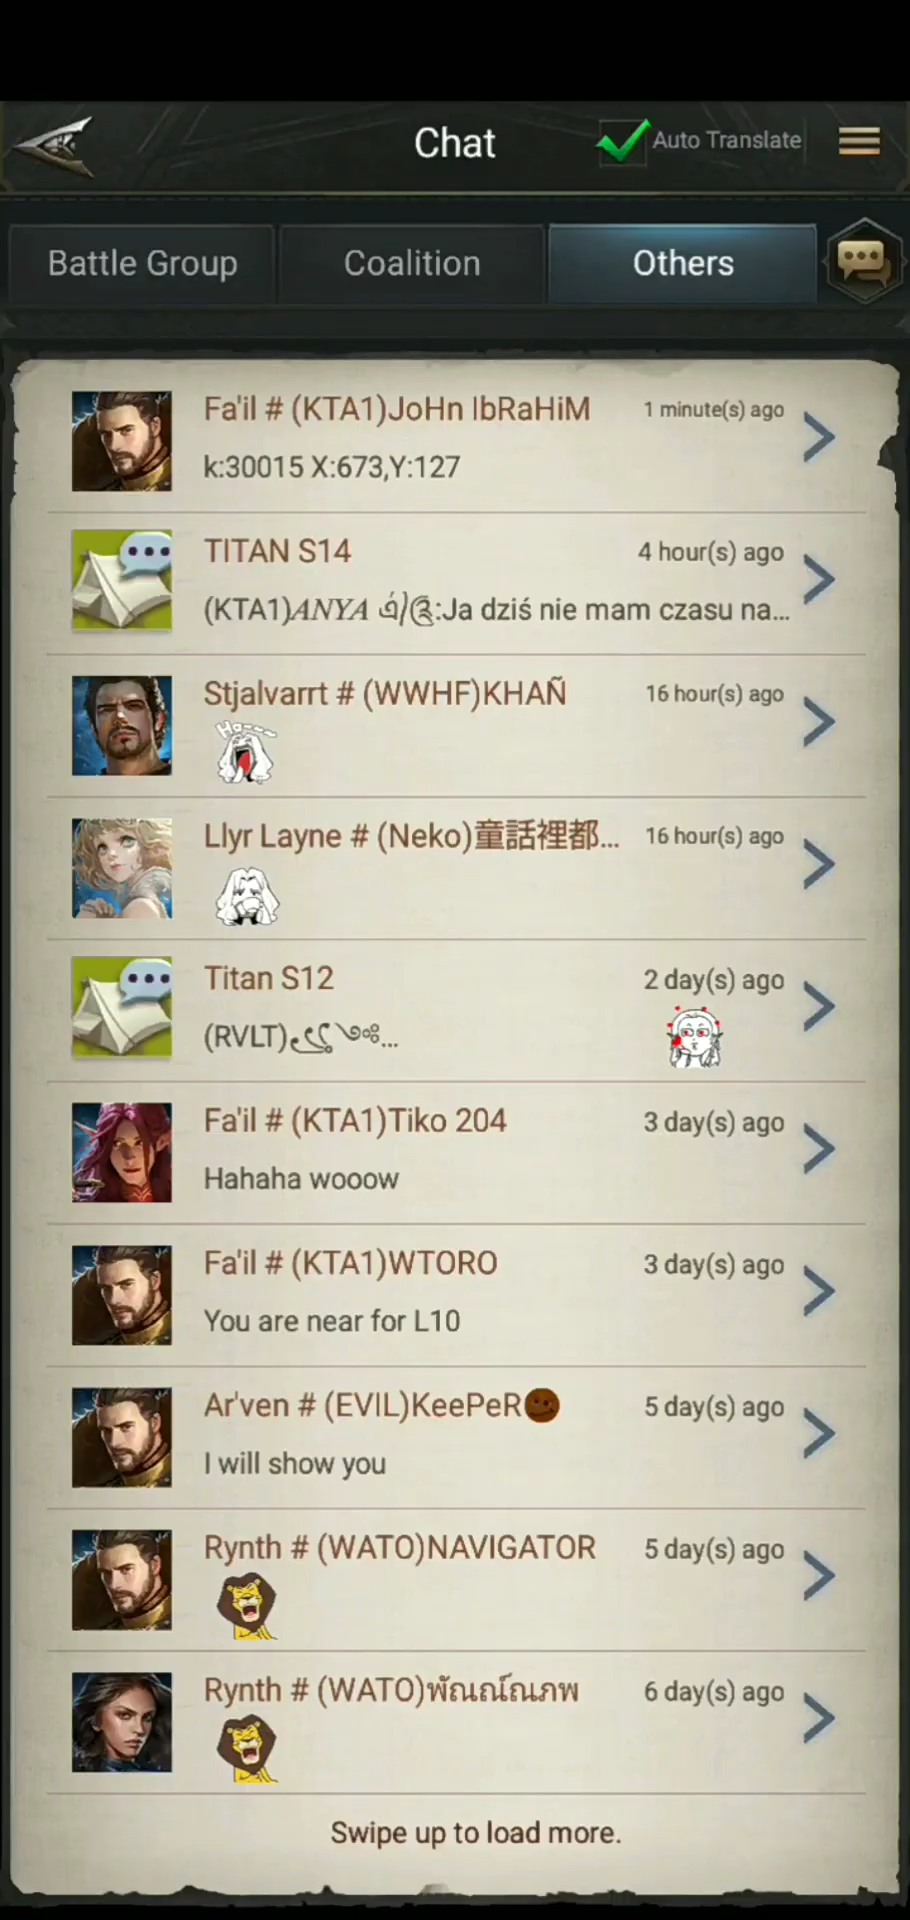 Chat
Auto Translate
Battle Group
Coalition
Others
Fa'il # (KTA1)JoHn IbRaHiM
1 minute(s) ago
k:30015 X:673,Y:127
TITAN S14
4 hour(s) ago
(KTA1)ANYA :Ja dziś nie mam czasu na...
Stjalvarrt # (WWHF)KHAÑ
16 hour(s) ago
Ha---
Llyr Layne # (Neko)童話裡都...
16 hour(s) ago
Titan S12
2 day(s) ago
(RVLT)...
Fa'il # (KTA1)Tiko 204
3 day(s) ago
Hahaha wooow
Fa'il # (KTA1)WTORO
3 day(s) ago
You are near for L10
Ar'ven # (EVIL)KeePeR
5 day(s) ago
I will show you
Rynth # (WATO)NAVIGATOR
5 day(s) ago
Rynth # (WATO)พัณณ์ณภพ
6 day(s) ago
Swipe up to load more.